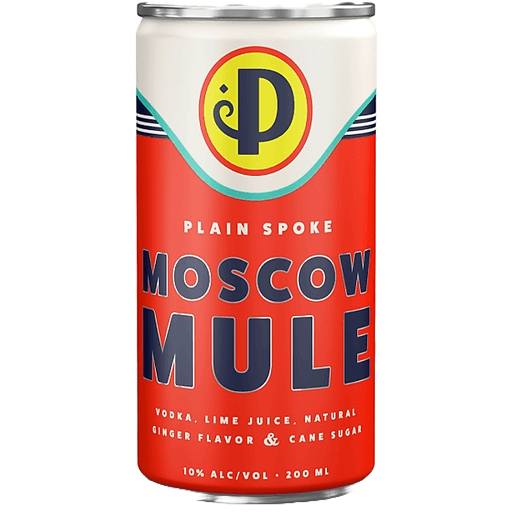 P
PLAIN SPOKE
MOSCOW
MULE
VODKA, LIME JUICE, NATURAL
GINGER FLAVOR & CANE SUGAR
10% ALC/VOL · 200 ML